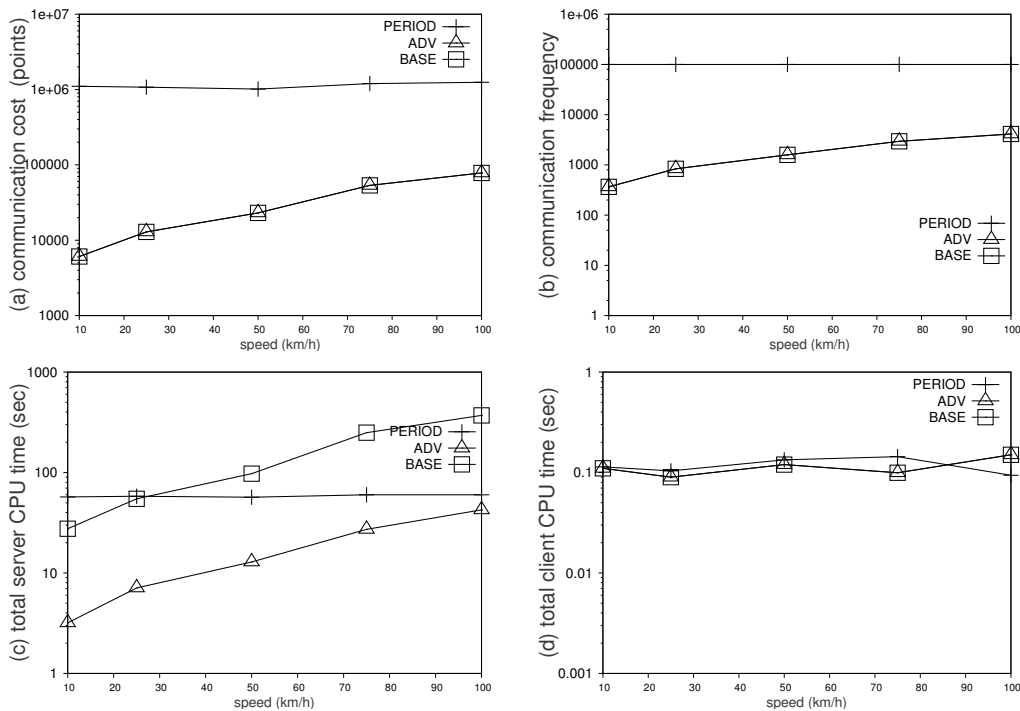 (a) communication cost (points)
1e+07
1e+06
100000
10000
1000
PERIOD
ADV
BASE
10 20 30 40 50 60 70 80 90 100
speed (km/h)
(b) communication frequency
1e+06
100000
10000
1000
100
10
1
PERIOD
ADV
BASE
10 20 30 40 50 60 70 80 90 100
speed (km/h)
(c) total server CPU time (sec)
1000
100
10
1
PERIOD
ADV
BASE
10 20 30 40 50 60 70 80 90 100
speed (km/h)
(d) total client CPU time (sec)
1
0.1
0.01
0.001
PERIOD
ADV
BASE
10 20 30 40 50 60 70 80 90 100
speed (km/h)